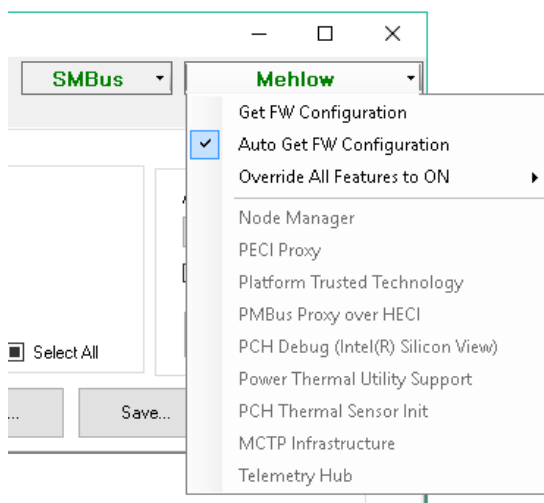 SMBus
Mehlow
Get FW Configuration
Auto Get FW Configuration
Override All Features to ON
Node Manager
PECI Proxy
Platform Trusted Technology
PMBus Proxy over HECI
PCH Debug (Intel(R) Silicon View)
Select All
Power Thermal Utility Support
...
Save...
PCH Thermal Sensor Init
MCTP Infrastructure
Telemetry Hub